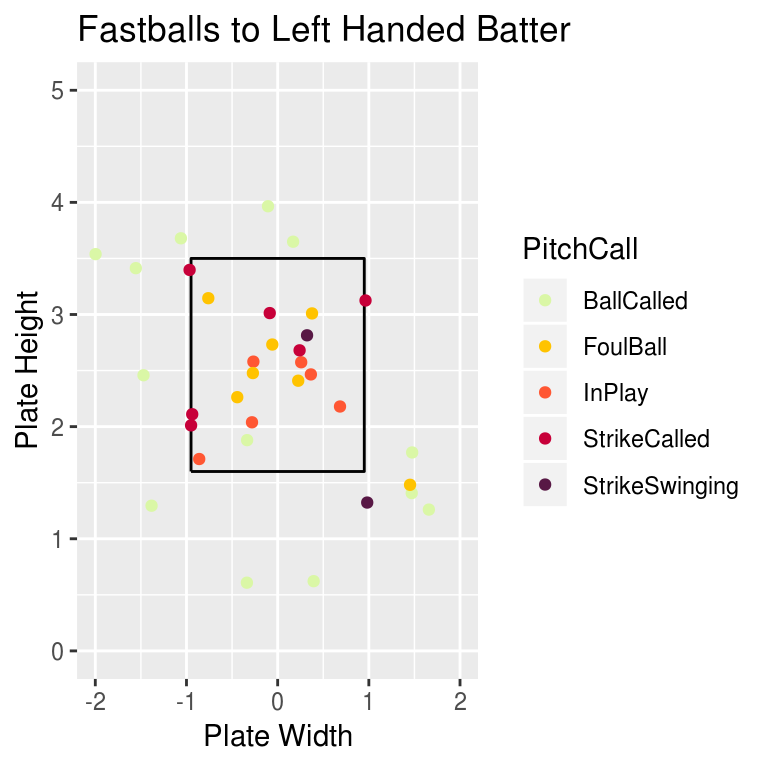 Fastballs to Left Handed Batter
5
4
3
2
1
0
Plate Height
-2 -1 0 1 2
Plate Width
PitchCall
BallCalled
FoulBall
InPlay
StrikeCalled
StrikeSwinging